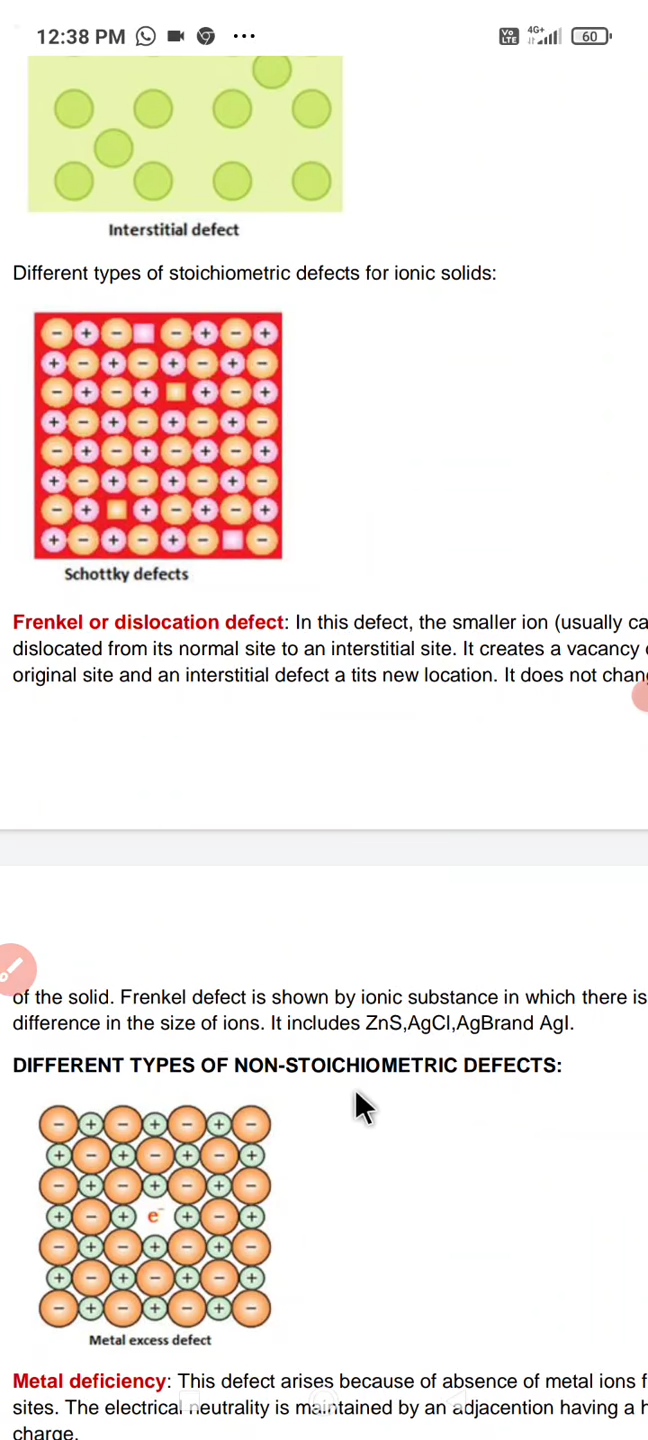 12:38 PM
4G+
Vo
LTE
60
Interstitial defect
Different types of stoichiometric defects for ionic solids:
− + − − + − +
+ − + − + − + −
− + − + + − +
+ − + − + − + −
− + − + − + − +
+ − + − + − + −
− + + − + − +
+ − + − + − −
Schottky defects
Frenkel or dislocation defect: In this defect, the smaller ion (usually ca
dislocated from its normal site to an interstitial site. It creates a vacancy
original site and an interstitial defect a tits new location. It does not chan
of the solid. Frenkel defect is shown by ionic substance in which there is
difference in the size of ions. It includes ZnS,AgCl,AgBrand AgI.
DIFFERENT TYPES OF NON-STOICHIOMETRIC DEFECTS:
− + − + − + −
+ − + − + − +
− + − + − + −
+ − + e− + − +
− + − + − + −
+ − + − + − +
− + − + − + −
Metal excess defect
Metal deficiency: This defect arises because of absence of metal ions f
sites. The electrical neutrality is maintained by an adjacention having a h
charge.